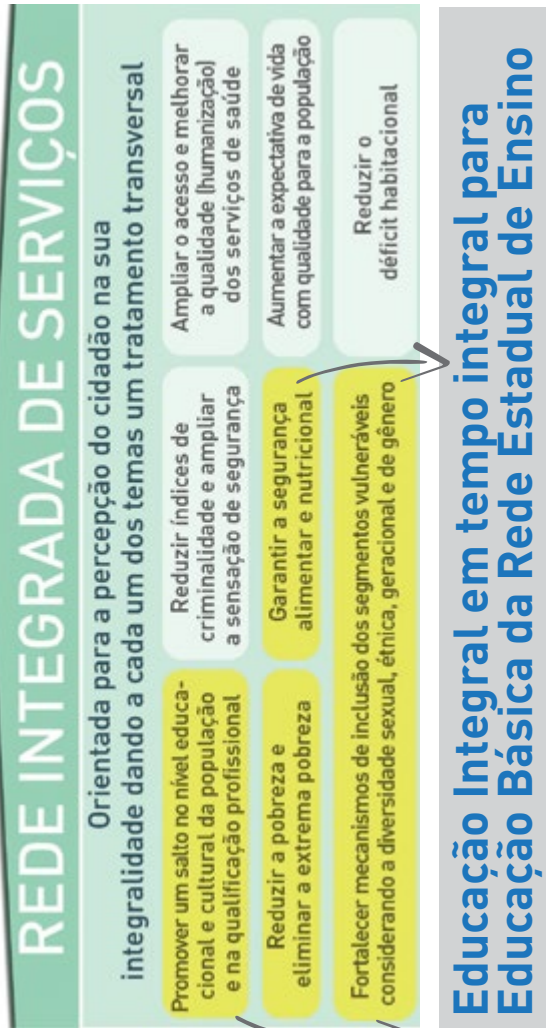 REDE INTEGRADA DE SERVIÇOS
Orientada para a percepção do cidadão na sua
integralidade dando a cada um dos temas um tratamento transversal
Promover um salto no nível educa-
cional e cultural da população
e na qualificação profissional
Reduzir índices de
criminalidade e ampliar
a sensação de segurança
Ampliar o acesso e melhorar
a qualidade (humanização)
dos serviços de saúde
Reduzir a pobreza e
eliminar a extrema pobreza
Garantir a segurança
alimentar e nutricional
Aumentar a expectativa de vida
com qualidade para a população
Fortalecer mecanismos de inclusão dos segmentos vulneráveis
considerando a diversidade sexual, étnica, geracional e de gênero
Reduzir o
déficit habitacional
Educação Integral em tempo integral para
Educação Básica da Rede Estadual de Ensino